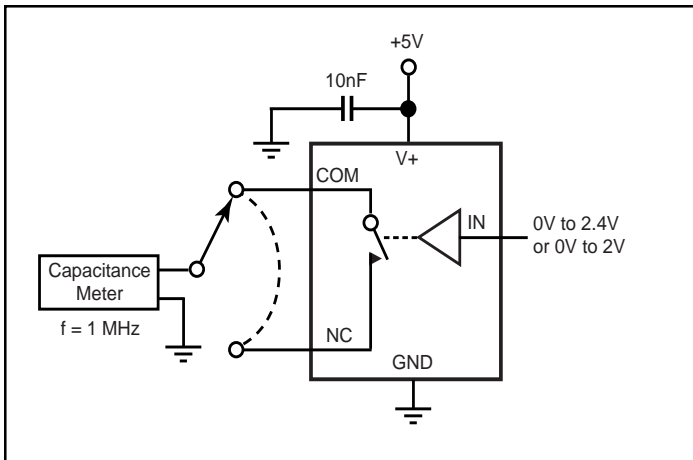 +5V
10nF
V+
COM
IN
0V to 2.4V
or 0V to 2V
Capacitance
Meter
f = 1 MHz
NC
GND